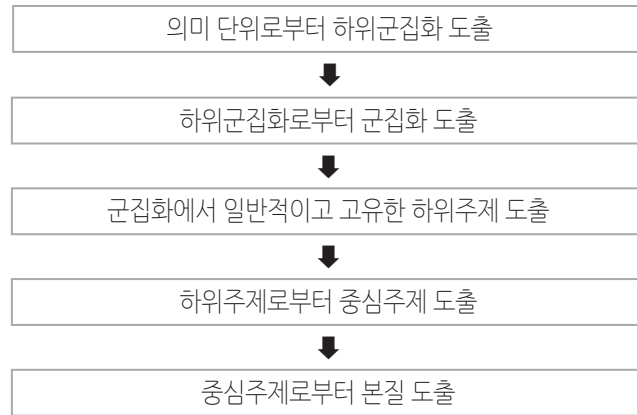 의미 단위로부터 하위군집화 도출
하위군집화로부터 군집화 도출
군집화에서 일반적이고 고유한 하위주제 도출
하위주제로부터 중심주제 도출
중심주제로부터 본질 도출